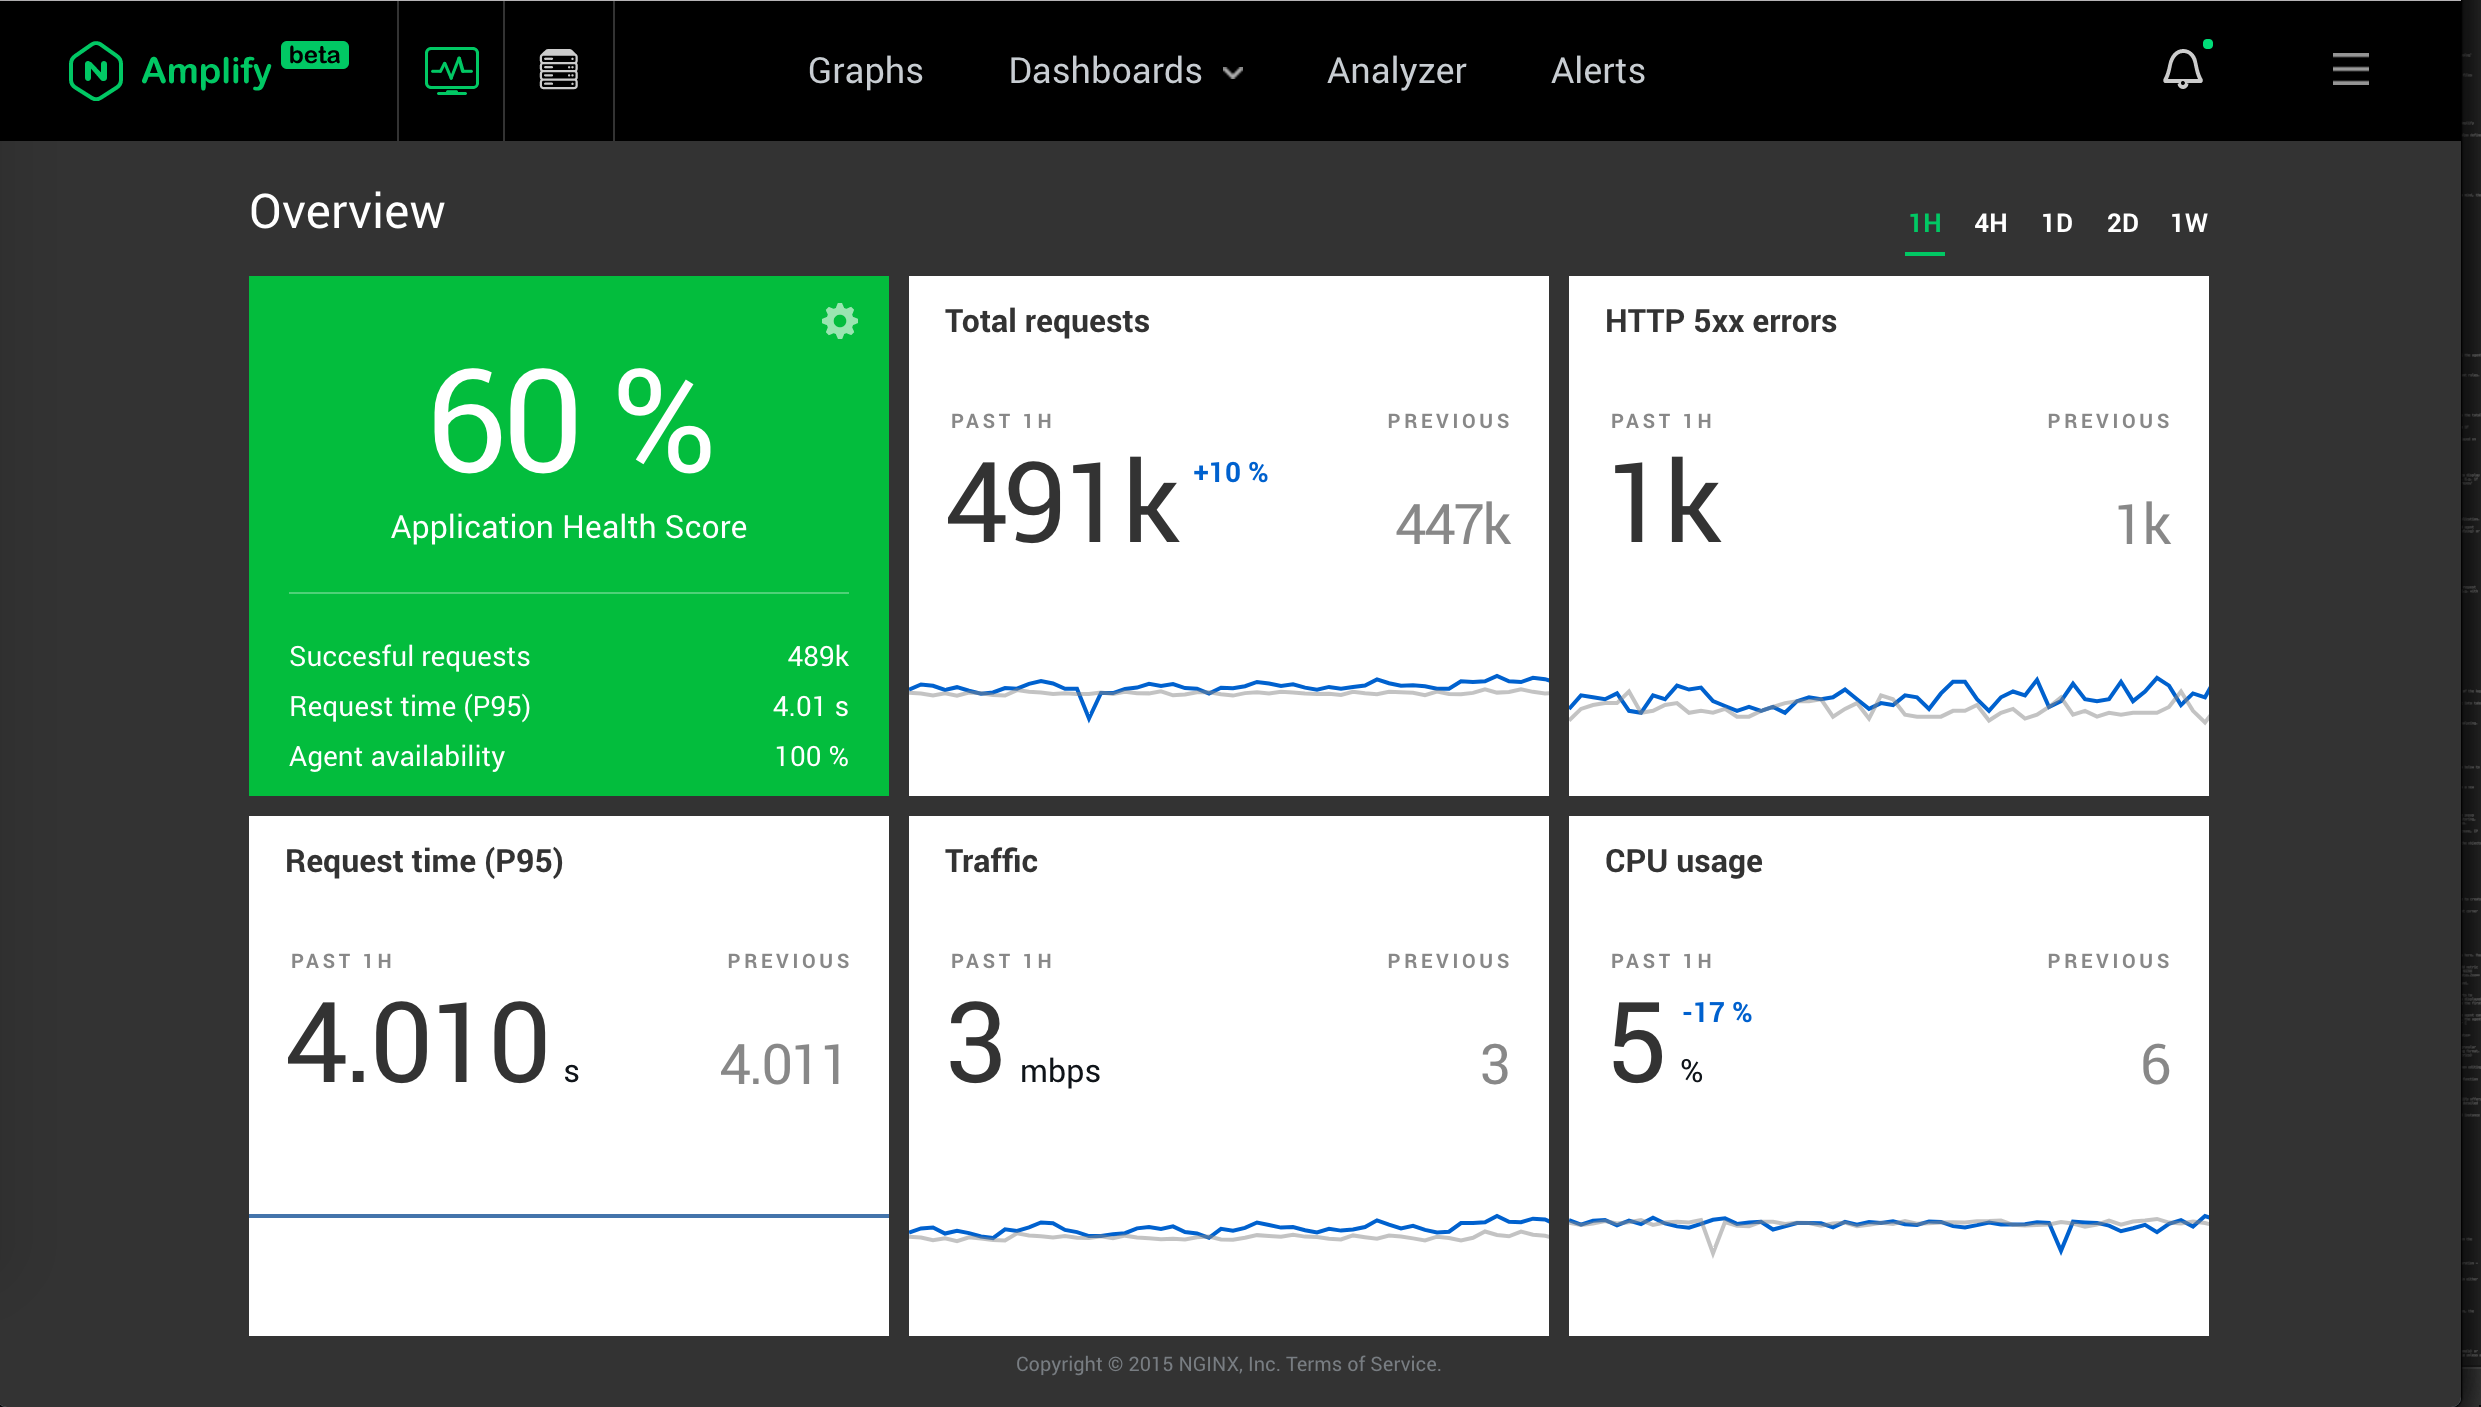 Amplify beta
Graphs Dashboards Analyzer Alerts
Overview
1H 4H 1D 2D 1W
60 %
Application Health Score
Succesful requests 489k
Request time (P95) 4.01 s
Agent availability 100 %
Total requests
PAST 1H PREVIOUS
491k +10 % 447k
HTTP 5xx errors
PAST 1H PREVIOUS
1k 1k
Request time (P95)
PAST 1H PREVIOUS
4.010 s 4.011
Traffic
PAST 1H PREVIOUS
3 mbps 3
CPU usage
PAST 1H PREVIOUS
5 % -17 % 6
Copyright © 2015 NGINX, Inc. Terms of Service.